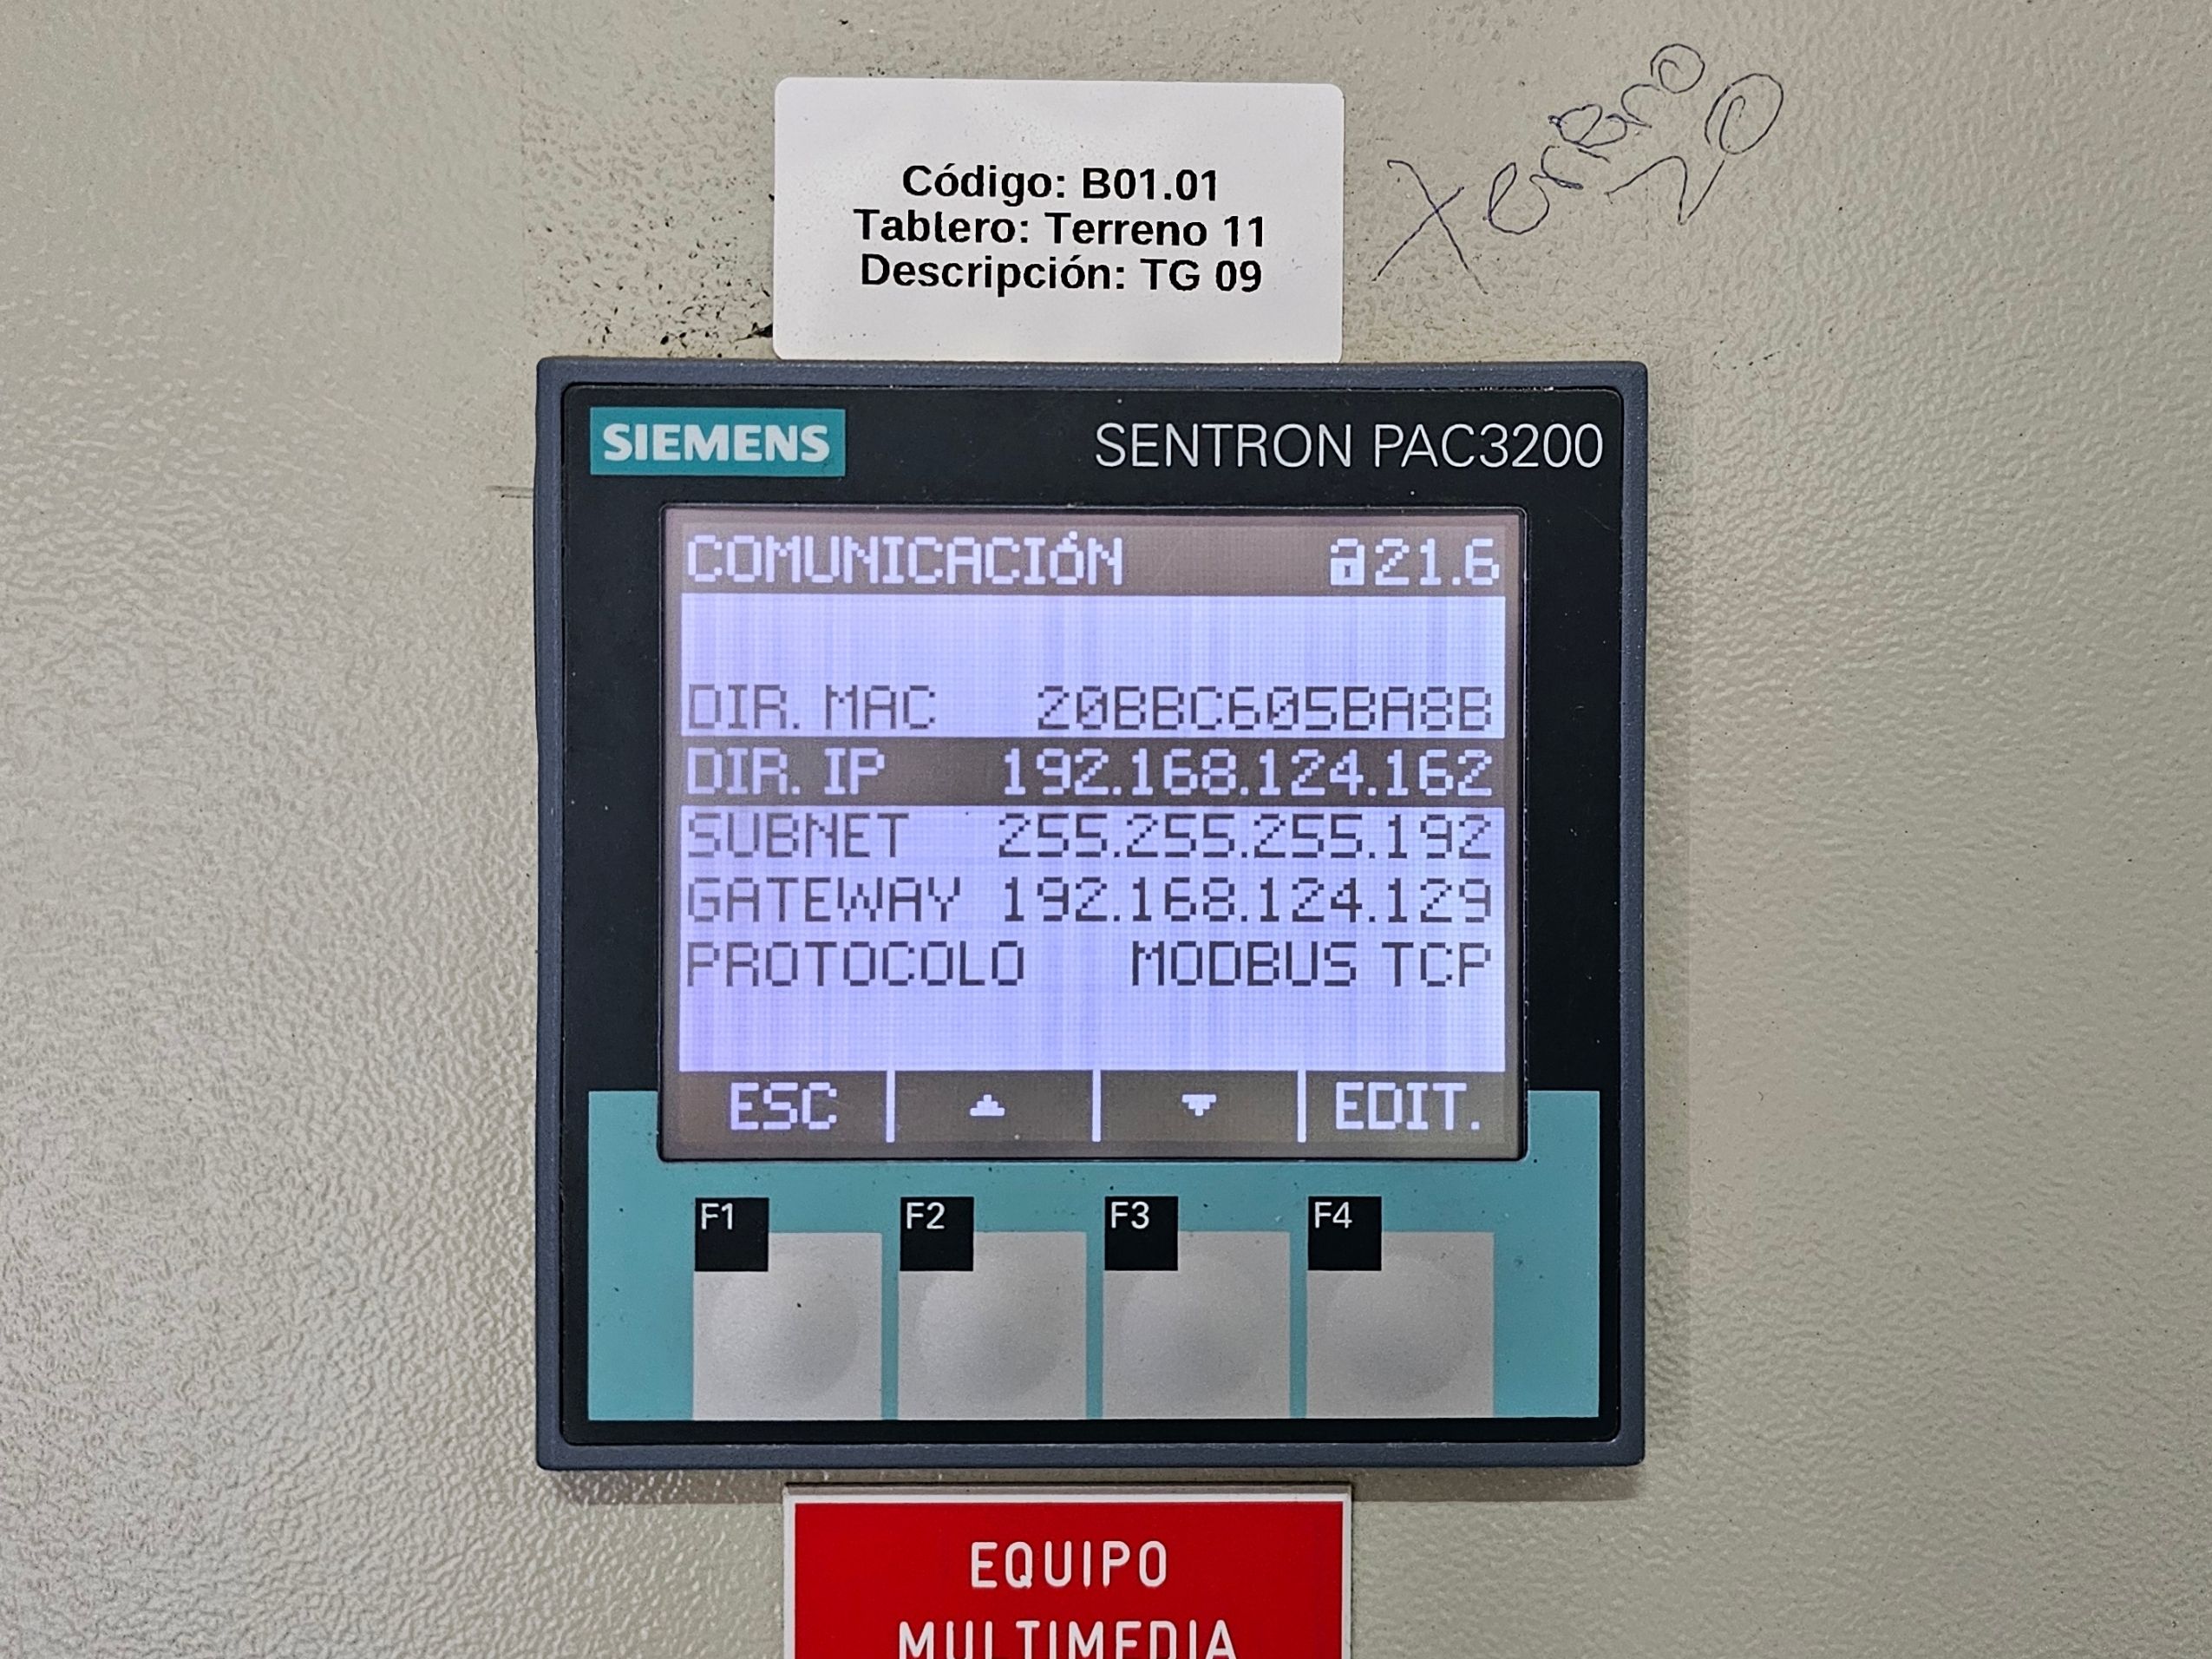 Código: B01.01
Tablero: Terreno 11
Descripción: TG 09
Terreno
20
SIEMENS
SENTRON PAC3200
COMUNICACIÓN 21.6
DIR. MAC 20BBC605BA8B
DIR. IP 192.168.124.162
SUBNET 255.255.255.192
GATEWAY 192.168.124.129
PROTOCOLO MODBUS TCP
ESC EDIT.
F1 F2 F3 F4
EQUIPO
MULTIMEDIA